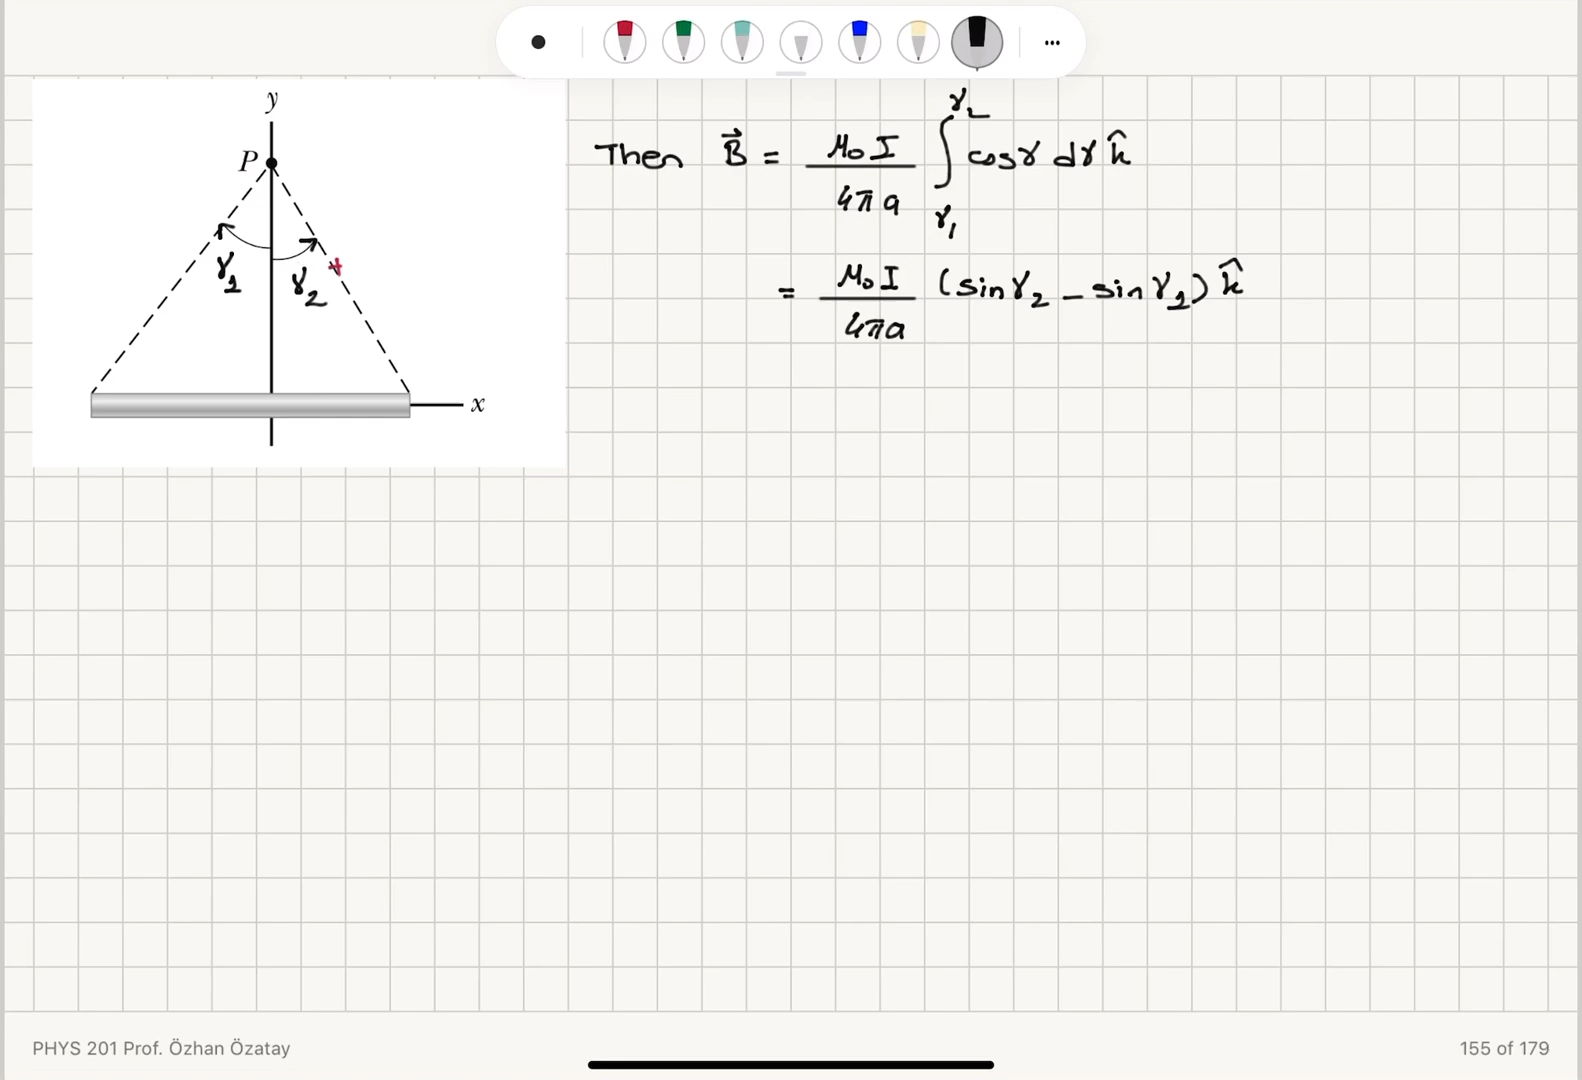 y
P
γ₁ γ₂ +
x
Then B⃗ = μ₀I / 4πa ∫_γ₁^γ₂ cosγ dγ k̂
= μ₀I / 4πa (sinγ₂ – sinγ₁) k̂
PHYS 201 Prof. Özhan Özatay
155 of 179